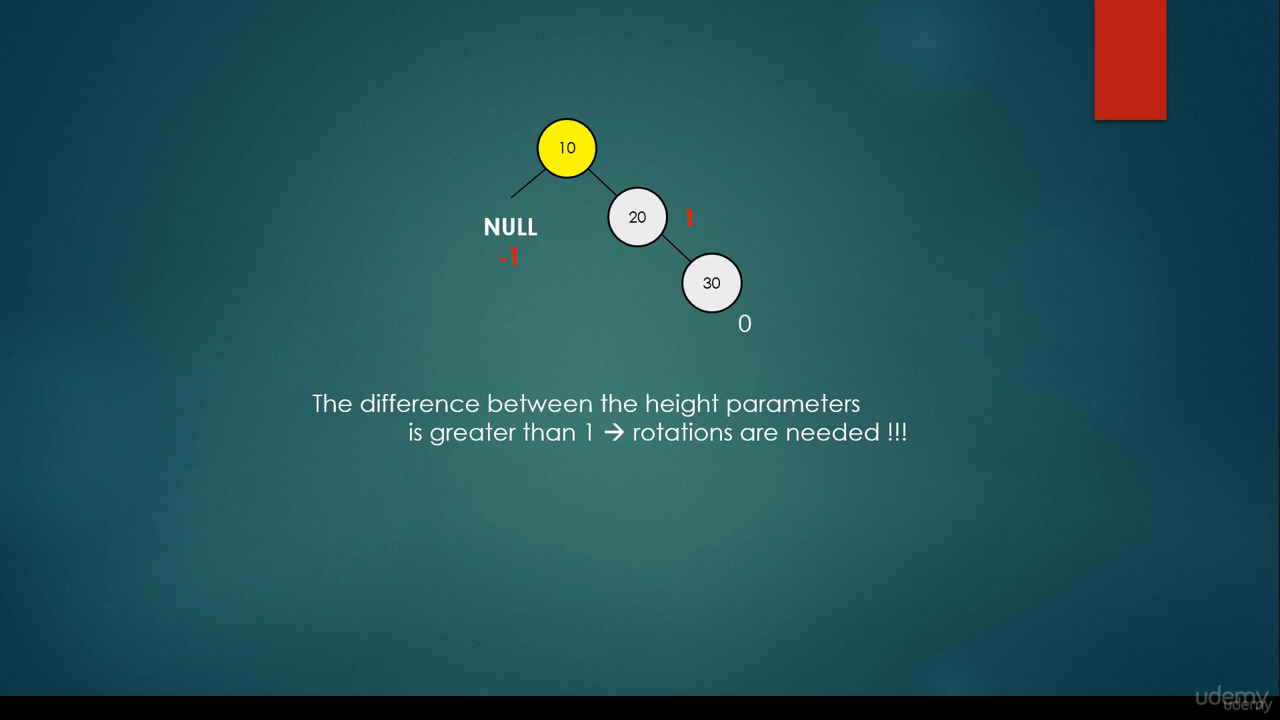 10
20
1
NULL
-1
30
0
The difference between the height parameters
is greater than 1 → rotations are needed !!!
udemy
udemy